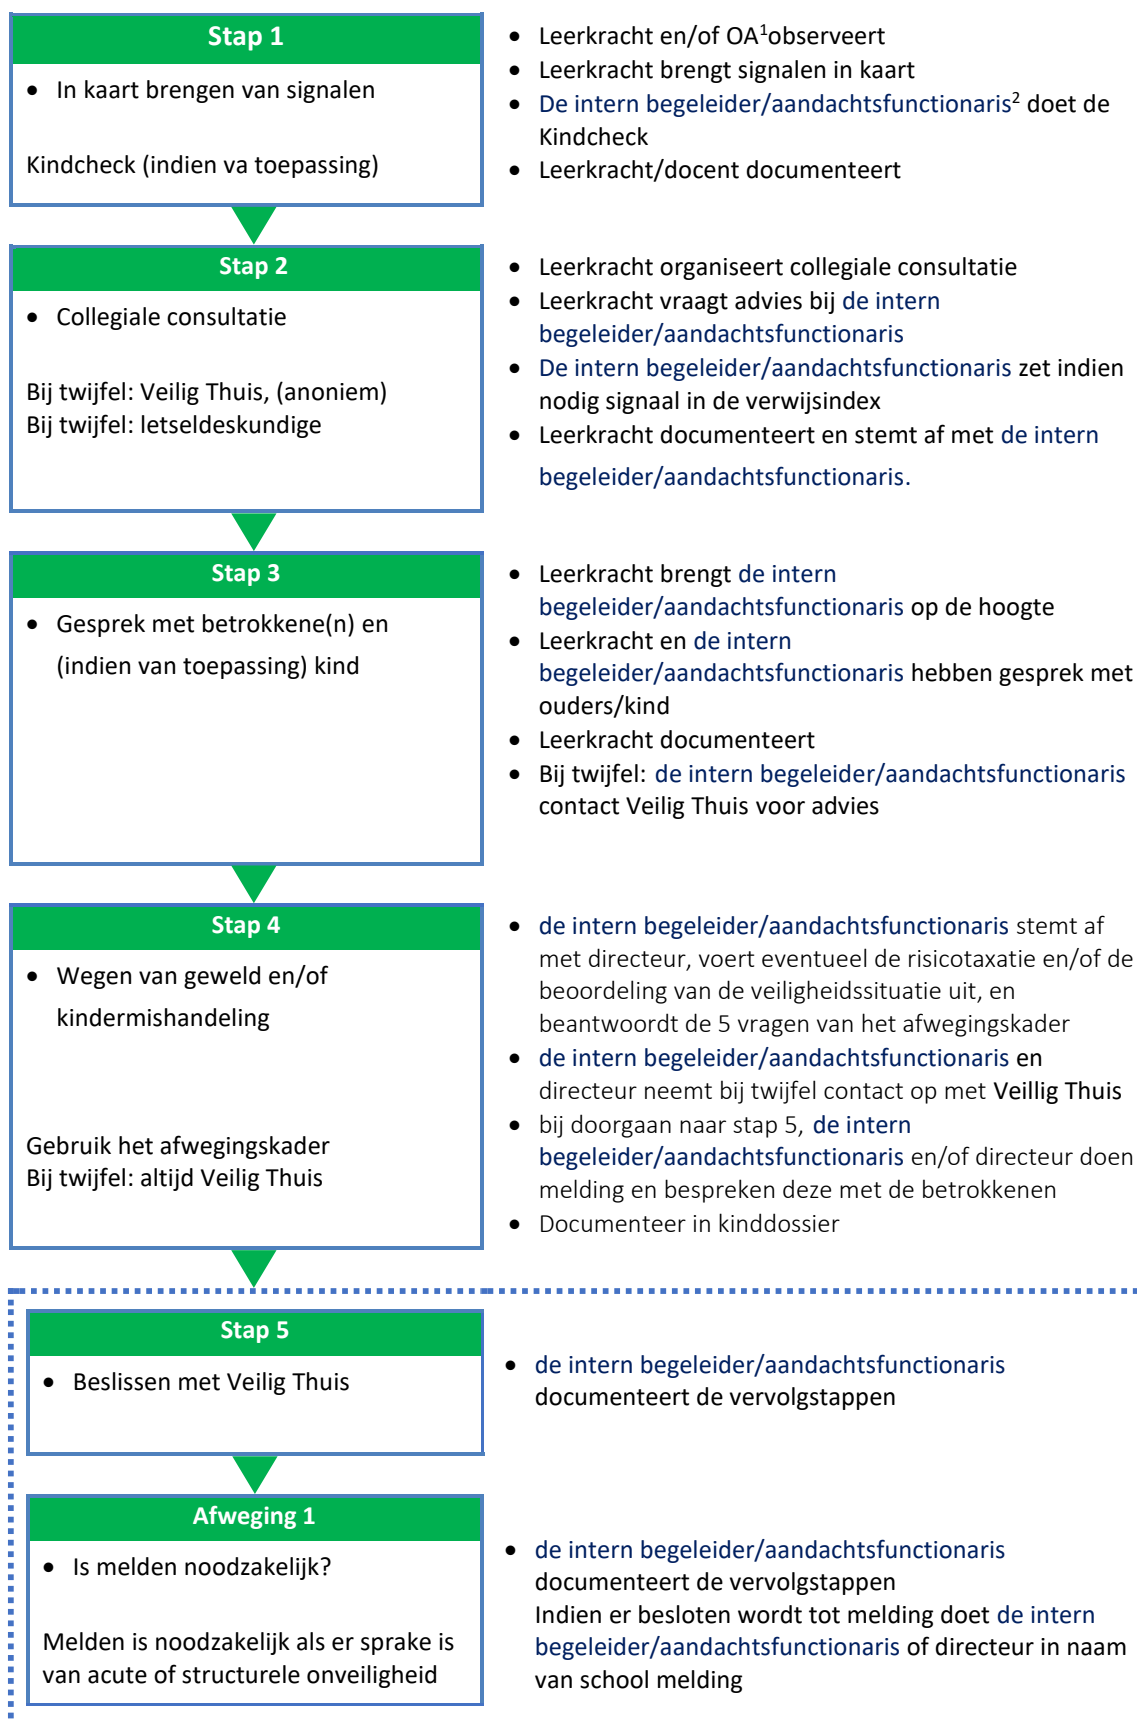 Stap 1
• In kaart brengen van signalen
Kindcheck (indien va toepassing)
• Leerkracht en/of OA¹observeert
• Leerkracht brengt signalen in kaart
• De intern begeleider/aandachtsfunctionaris² doet de
Kindcheck
• Leerkracht/docent documenteert
Stap 2
• Collegiale consultatie
Bij twijfel: Veilig Thuis, (anoniem)
Bij twijfel: letseldeskundige
• Leerkracht organiseert collegiale consultatie
• Leerkracht vraagt advies bij de intern
begeleider/aandachtsfunctionaris
• De intern begeleider/aandachtsfunctionaris zet indien
nodig signaal in de verwijsindex
• Leerkracht documenteert en stemt af met de intern
begeleider/aandachtsfunctionaris.
Stap 3
• Gesprek met betrokkene(n) en
(indien van toepassing) kind
• Leerkracht brengt de intern
begeleider/aandachtsfunctionaris op de hoogte
• Leerkracht en de intern
begeleider/aandachtsfunctionaris hebben gesprek met
ouders/kind
• Leerkracht documenteert
• Bij twijfel: de intern begeleider/aandachtsfunctionaris
contact Veilig Thuis voor advies
Stap 4
• Wegen van geweld en/of
kindermishandeling
Gebruik het afwegingskader
Bij twijfel: altijd Veilig Thuis
• de intern begeleider/aandachtsfunctionaris stemt af
met directeur, voert eventueel de risicotaxatie en/of de
beoordeling van de veiligheidssituatie uit, en
beantwoordt de 5 vragen van het afwegingskader
• de intern begeleider/aandachtsfunctionaris en
directeur neemt bij twijfel contact op met Veillig Thuis
• bij doorgaan naar stap 5, de intern
begeleider/aandachtsfunctionaris en/of directeur doen
melding en bespreken deze met de betrokkenen
• Documenteer in kinddossier
Stap 5
• Beslissen met Veilig Thuis
• de intern begeleider/aandachtsfunctionaris
documenteert de vervolgstappen
Afweging 1
• Is melden noodzakelijk?
Melden is noodzakelijk als er sprake is
van acute of structurele onveiligheid
• de intern begeleider/aandachtsfunctionaris
documenteert de vervolgstappen
Indien er besloten wordt tot melding doet de intern
begeleider/aandachtsfunctionaris of directeur in naam
van school melding